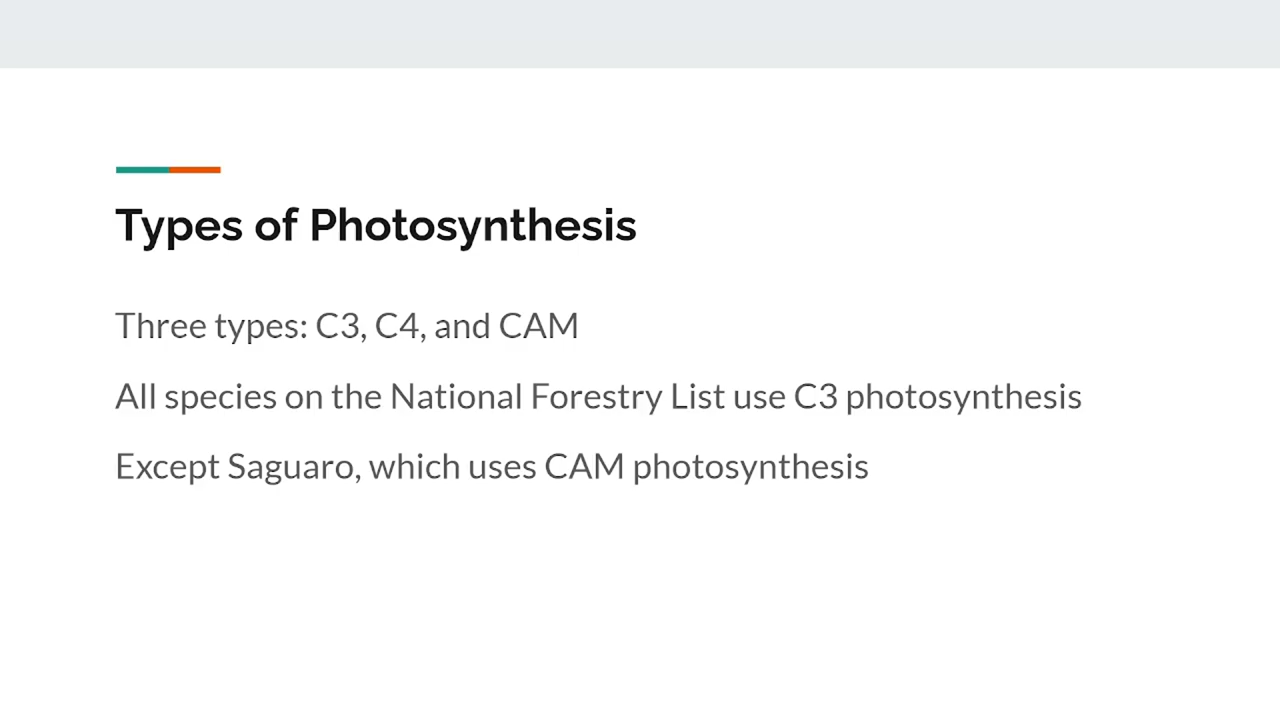 Types of Photosynthesis
Three types: C3, C4, and CAM
All species on the National Forestry List use C3 photosynthesis
Except Saguaro, which uses CAM photosynthesis